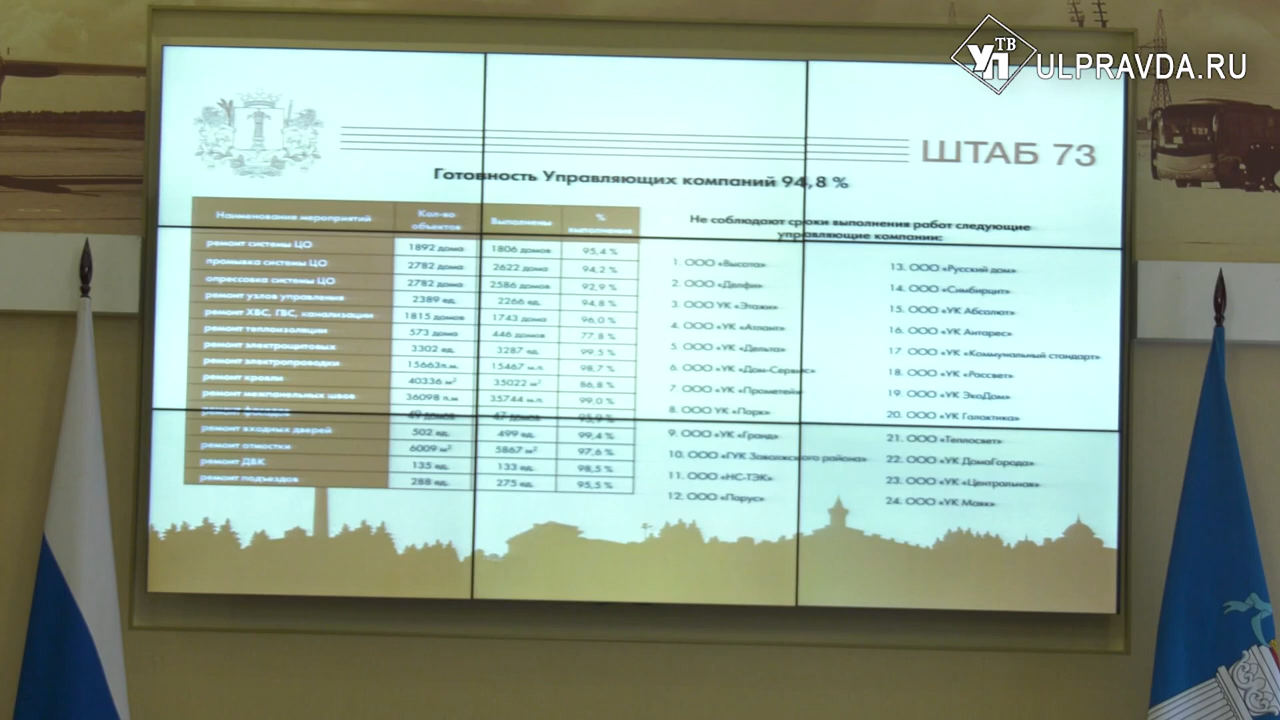 УП ТВ ULPRAVDA.RU
ШТАБ 73
Готовность Управляющих компаний 94,8 %
Наименование мероприятий Кол-во объектов Выполнены % выполнения
ремонт системы ЦО 1892 дома 1806 домов 95,4 %
промывка системы ЦО 2782 дома 2622 дома 94,2 %
опрессовка системы ЦО 2782 дома 2586 домов 92,9 %
ремонт узлов управления 2389 ед. 2266 ед. 94,8 %
ремонт ХВС, ГВС, канализации 1815 домов 1743 дома 96,0 %
ремонт теплоизоляции 573 дома 446 домов 77,8 %
ремонт электрощитовых 3302 ед. 3287 ед. 99,5 %
ремонт электропроводки 15663п.м. 15467 м.п. 98,7 %
ремонт кровли 40336 м² 35022 м² 86,8 %
ремонт межпанельных швов 36098 п.м 35744 м.п. 99,0 %
ремонт фасадов 49 домов 47 домов 95,9 %
ремонт входных дверей 502 ед. 499 ед. 99,4 %
ремонт отмостки 6009 м² 5867 м² 97,6 %
ремонт ДВК 135 ед. 133 ед. 98,5 %
ремонт подъездов 288 ед. 275 ед. 95,5 %
Не соблюдают сроки выполнения работ следующие
управляющие компании:
1. ООО «Высота»
2. ООО «Делфи»
3. ООО УК «Этажи»
4. ООО «УК «Атлант»
5. ООО «УК «Дельта»
6. ООО «УК «Дом-Сервис»
7. ООО «УК «Прометей»
8. ООО УК «Парк»
9. ООО «УК «Гранд»
10. ООО «ГУК Заволжского района»
11. ООО «НС-ТЭК»
12. ООО «Парус»
13. ООО «Русский дом»
14. ООО «Симбирцит»
15. ООО «УК Абсолют»
16. ООО «УК Антарес»
17. ООО «УК «Коммунальный стандарт»
18. ООО «УК «Рассвет»
19. ООО «УК ЭкоДом»
20. ООО «УК Галактика»
21. ООО «Теплосвет»
22. ООО «УК ДомаГорода»
23. ООО «УК «Центральная»
24. ООО «УК Маяк»